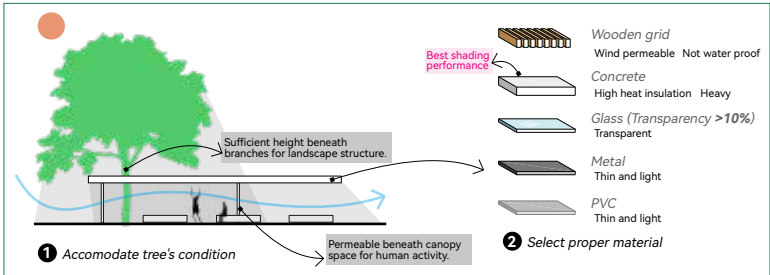 Sufficient height beneath
branches for landscape structure.
Permeable beneath canopy
space for human activity.
1 Accomodate tree's condition
Best shading
performance
Wooden grid
Wind permeable Not water proof
Concrete
High heat insulation Heavy
Glass (Transparency >10%)
Transparent
Metal
Thin and light
PVC
Thin and light
2 Select proper material